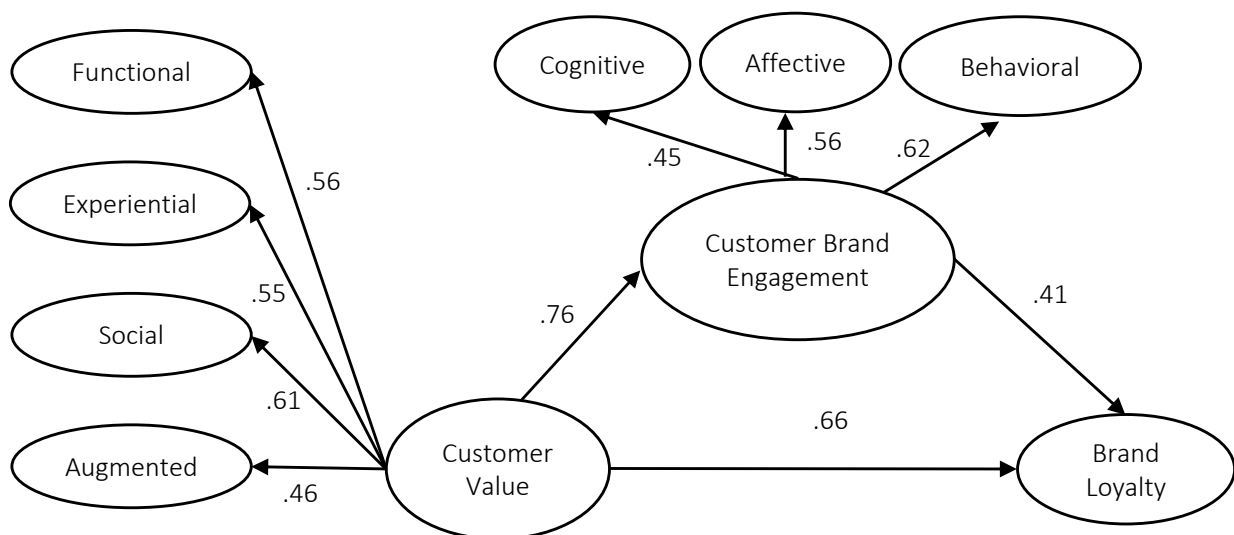 Functional
Cognitive
Affective
Behavioral
.45
.56
.62
.56
Experiential
Customer Brand
Engagement
.55
.76
.41
Social
.61
.66
Augmented
.46
Customer
Value
Brand
Loyalty